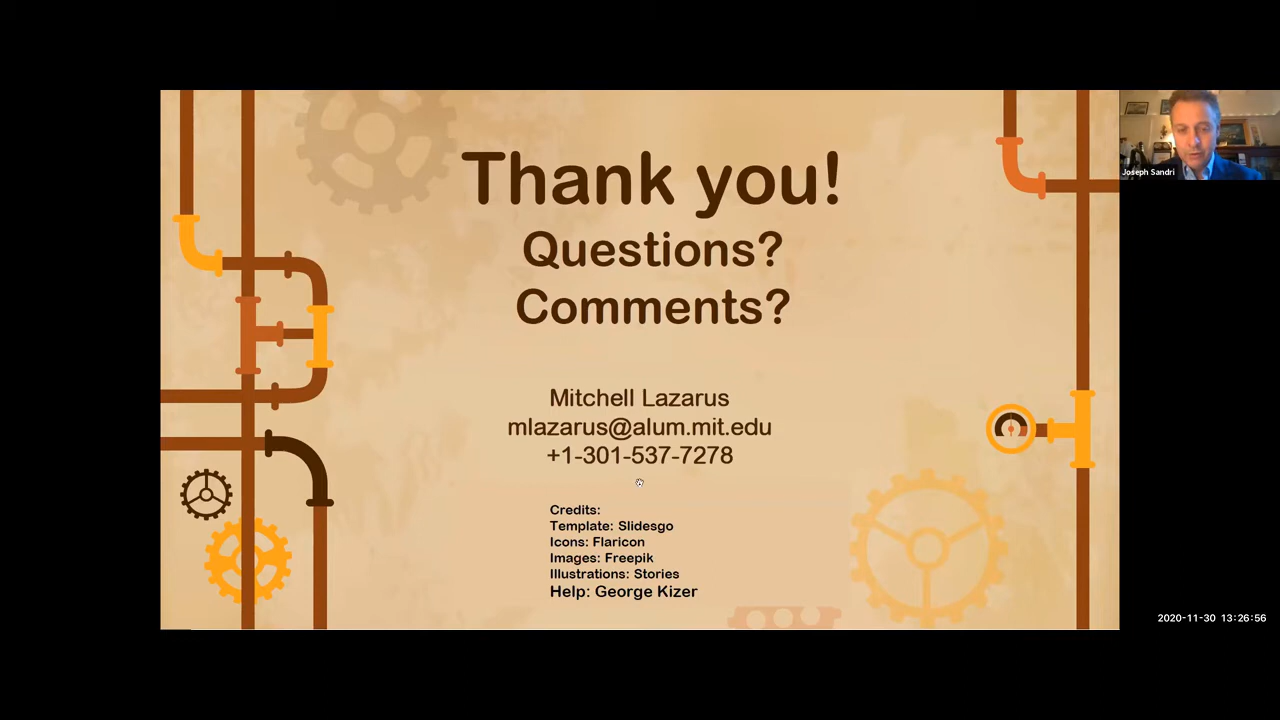 Thank you!
Questions?
Comments?
Mitchell Lazarus
mlazarus@alum.mit.edu
+1-301-537-7278
Credits:
Template: Slidesgo
Icons: Flaricon
Images: Freepik
Illustrations: Stories
Help: George Kizer
Joseph Sandri
2020-11-30 13:26:56